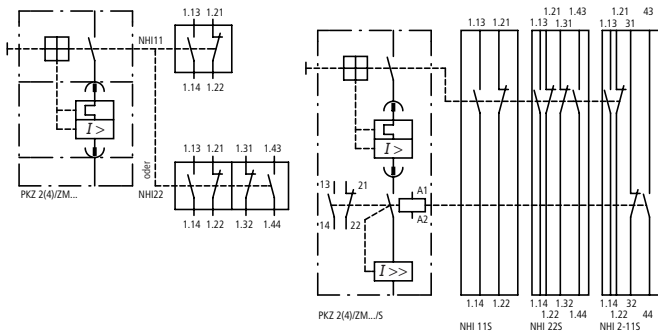 1.13 1.21
NHI11
1.14 1.22
I >
oder
1.13 1.21 1.31 1.43
NHI22
1.14 1.22 1.32 1.44
PKZ 2(4)/ZM...
I >
13 21
14 22
A1
A2
I >>
PKZ 2(4)/ZM.../S
1.13 1.21
1.14 1.22
NHI 11S
1.21 1.43
1.13 1.31
1.14 1.32
1.22 1.44
NHI 22S
1.21 43
1.13 31
1.14 32
1.22 44
NHI 2-11S